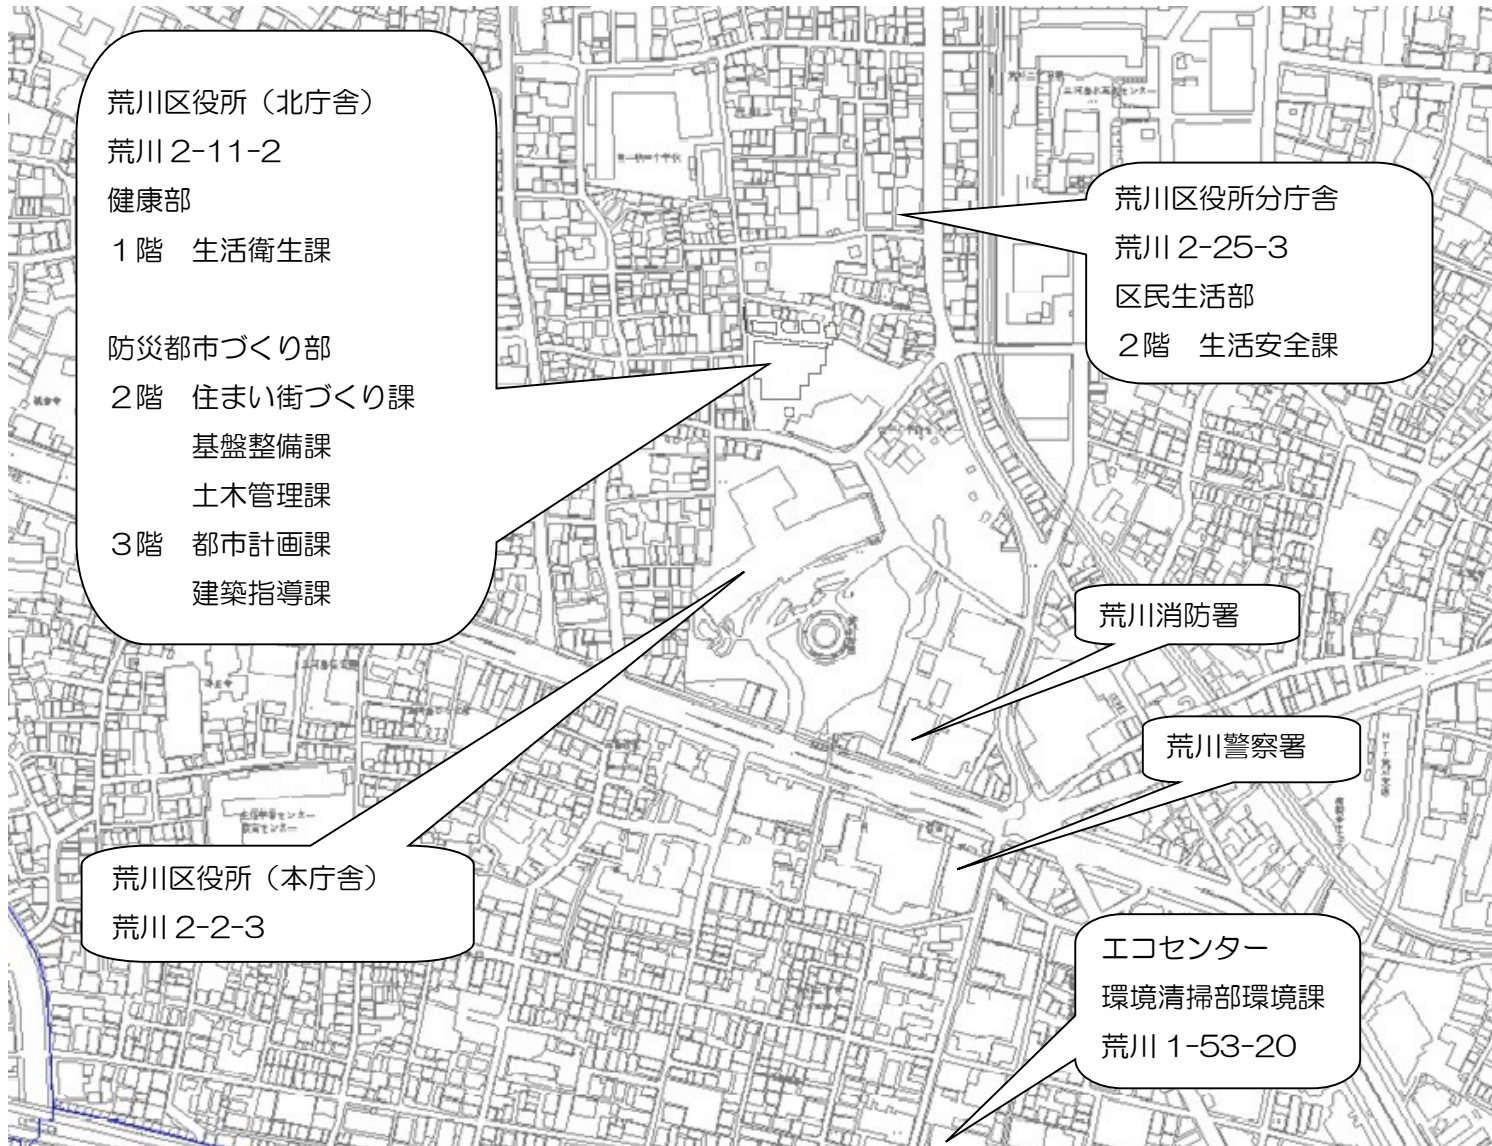 荒川区役所（北庁舎）
荒川 2-11-2
健康部
１階　生活衛生課
防災都市づくり部
２階　住まい街づくり課
基盤整備課
土木管理課
３階　都市計画課
建築指導課
荒川区役所分庁舎
荒川 2-25-3
区民生活部
２階　生活安全課
荒川消防署
荒川警察署
荒川区役所（本庁舎）
荒川 2-2-3
エコセンター
環境清掃部環境課
荒川 1-53-20